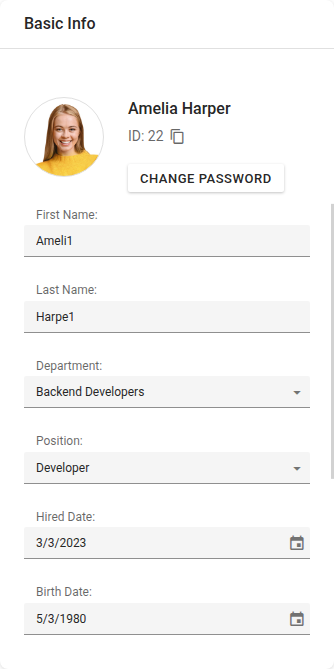 Basic Info
Amelia Harper
ID: 22
CHANGE PASSWORD
First Name:
Ameli1
Last Name:
Harpe1
Department:
Backend Developers
Position:
Developer
Hired Date:
3/3/2023
Birth Date:
5/3/1980